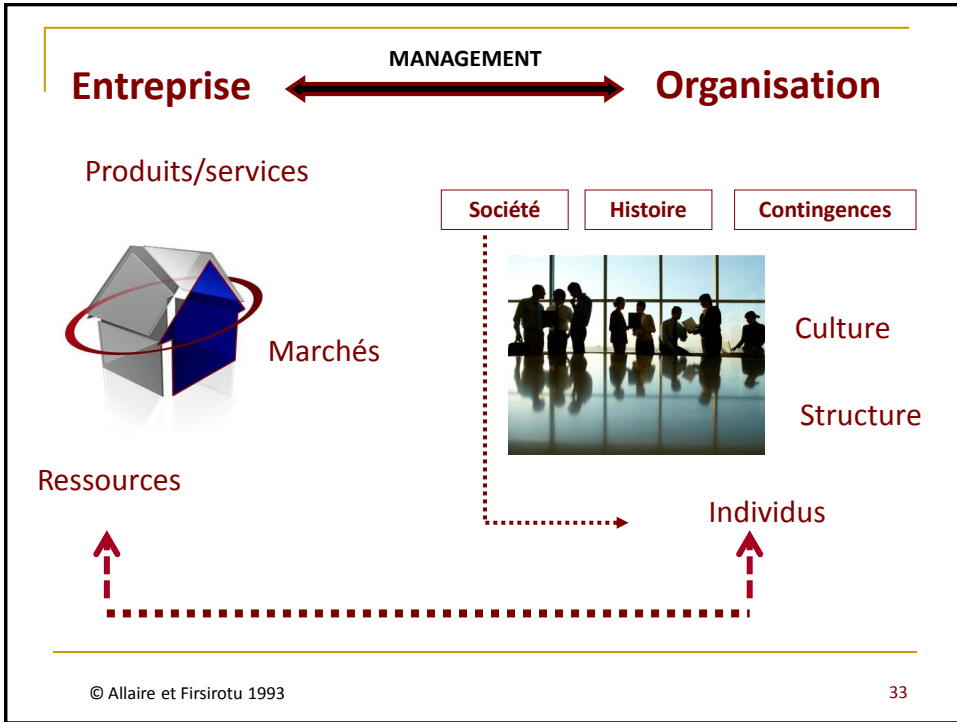 MANAGEMENT
Entreprise
Organisation
Produits/services
Société
Histoire
Contingences
Marchés
Culture
Structure
Ressources
Individus
© Allaire et Firsirotu 1993
33